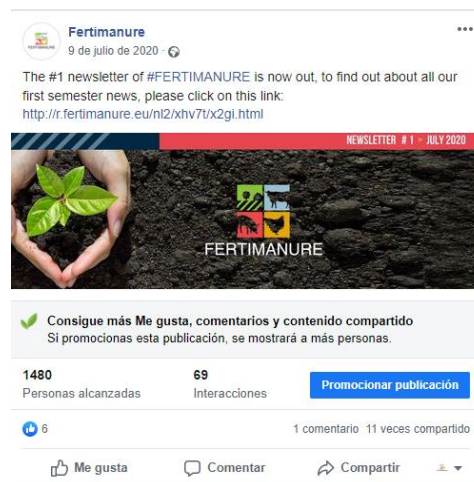 Fertimanure
9 de julio de 2020 ·
The #1 newsletter of #FERTIMANURE is now out, to find out about all our
first semester news, please click on this link:
http://r.fertimanure.eu/nl2/xhv7t/x2gi.html
NEWSLETTER # 1 - JULY 2020
FERTIMANURE
Consigue más Me gusta, comentarios y contenido compartido
Si promocionas esta publicación, se mostrará a más personas.
1480
Personas alcanzadas
69
Interacciones
Promocionar publicación
6
1 comentario 11 veces compartido
Me gusta
Comentar
Compartir